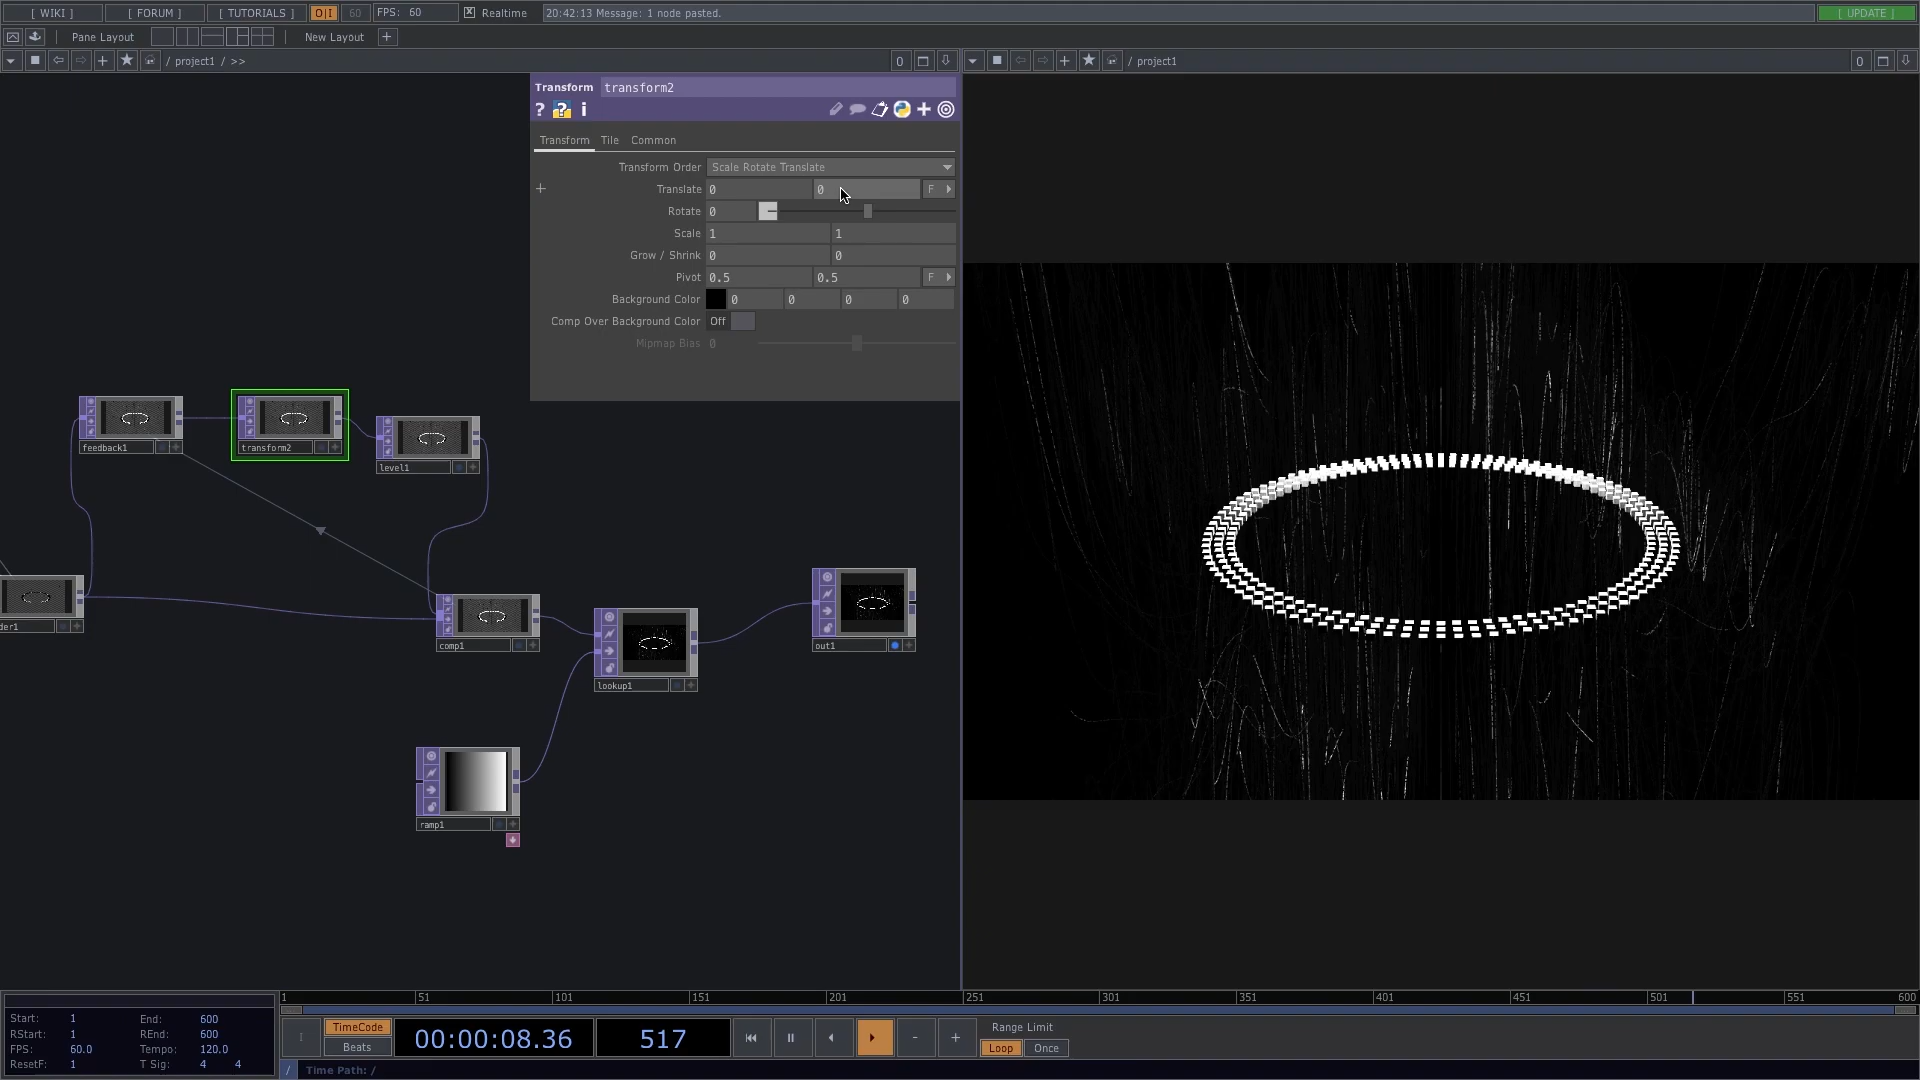 [ WIKI ] [ FORUM ] [ TUTORIALS ] O|I 60 FPS: 60 Realtime 20:42:13 Message: 1 node pasted. [ UPDATE ]
Pane Layout New Layout +
/ project1 / >> 0 / project1 0
Transform transform2
? ? i
Transform Tile Common
Transform Order Scale Rotate Translate
+ Translate 0 0 F
Rotate 0
Scale 1 1
Grow / Shrink 0 0
Pivot 0.5 0.5 F
Background Color 0 0 0 0
Comp Over Background Color Off
Mipmap Bias 0
feedback1 transform2
level1
der1
comp1 out1
lookup1
ramp1
1 51 101 151 201 251 301 351 401 451 501 551 600
Start: 1 End: 600
RStart: 1 REnd: 600
FPS: 60.0 Tempo: 120.0
ResetF: 1 T Sig: 4 4
I TimeCode Beats 00:00:08.36 517 - +
Range Limit
Loop Once
/ Time Path: /